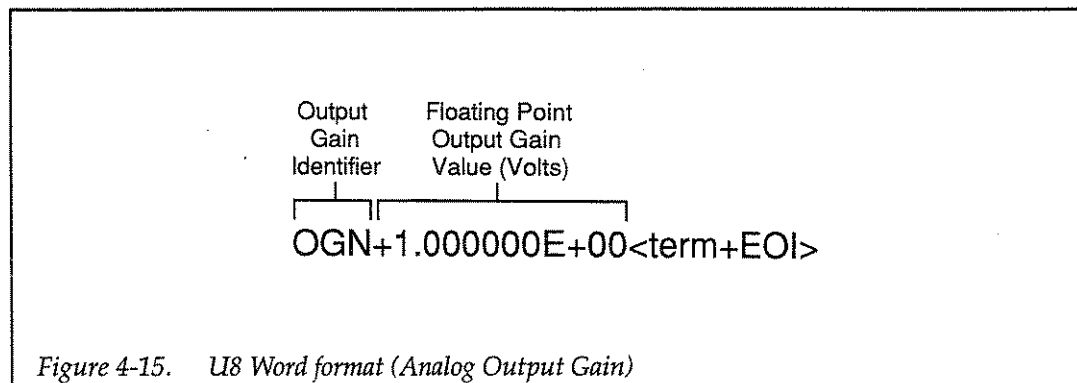 Output Gain Identifier
Floating Point Output Gain Value (Volts)
OGN+1.000000E+00<term+EOI>
Figure 4-15. U8 Word format (Analog Output Gain)